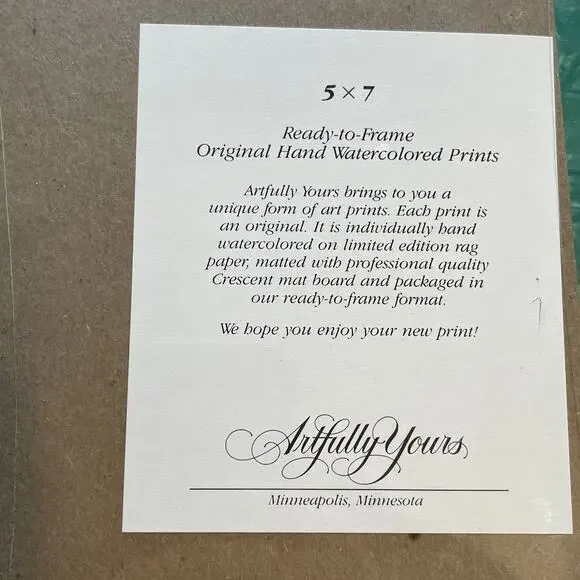 5 × 7
Ready-to-Frame
Original Hand Watercolored Prints
Artfully Yours brings to you a
unique form of art prints. Each print is
an original. It is individually hand
watercolored on limited edition rag
paper, matted with professional quality
Crescent mat board and packaged in
our ready-to-frame format.
We hope you enjoy your new print!
Artfully Yours
Minneapolis, Minnesota